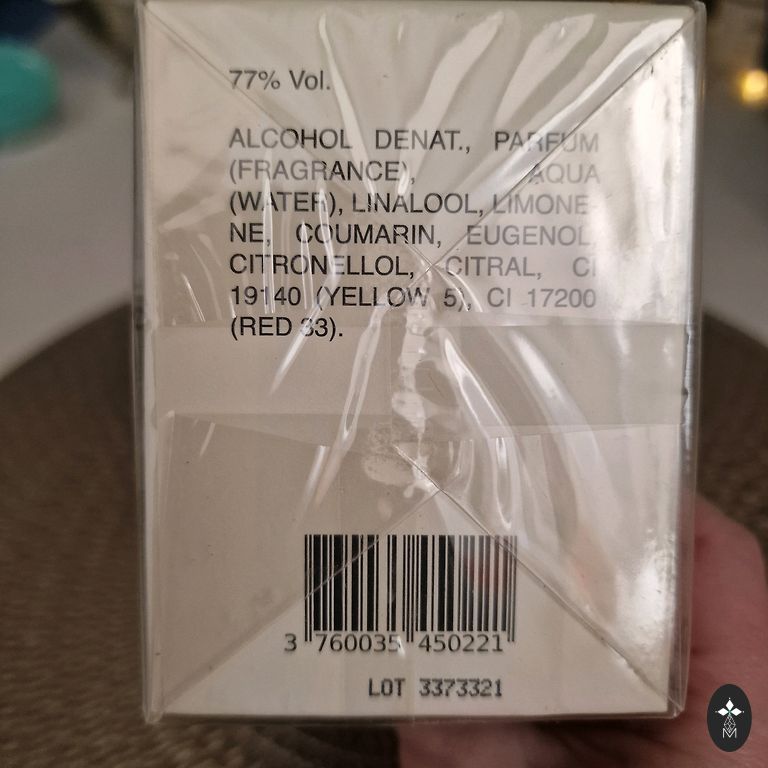 77% Vol.
ALCOHOL DENAT., PARFUM
(FRAGRANCE), AQUA
(WATER), LINALOOL, LIMONE-
NE, COUMARIN, EUGENOL,
CITRONELLOL, CITRAL, CI
19140 (YELLOW 5), CI 17200
(RED 33).
3 760035 450221
LOT 3373321
M